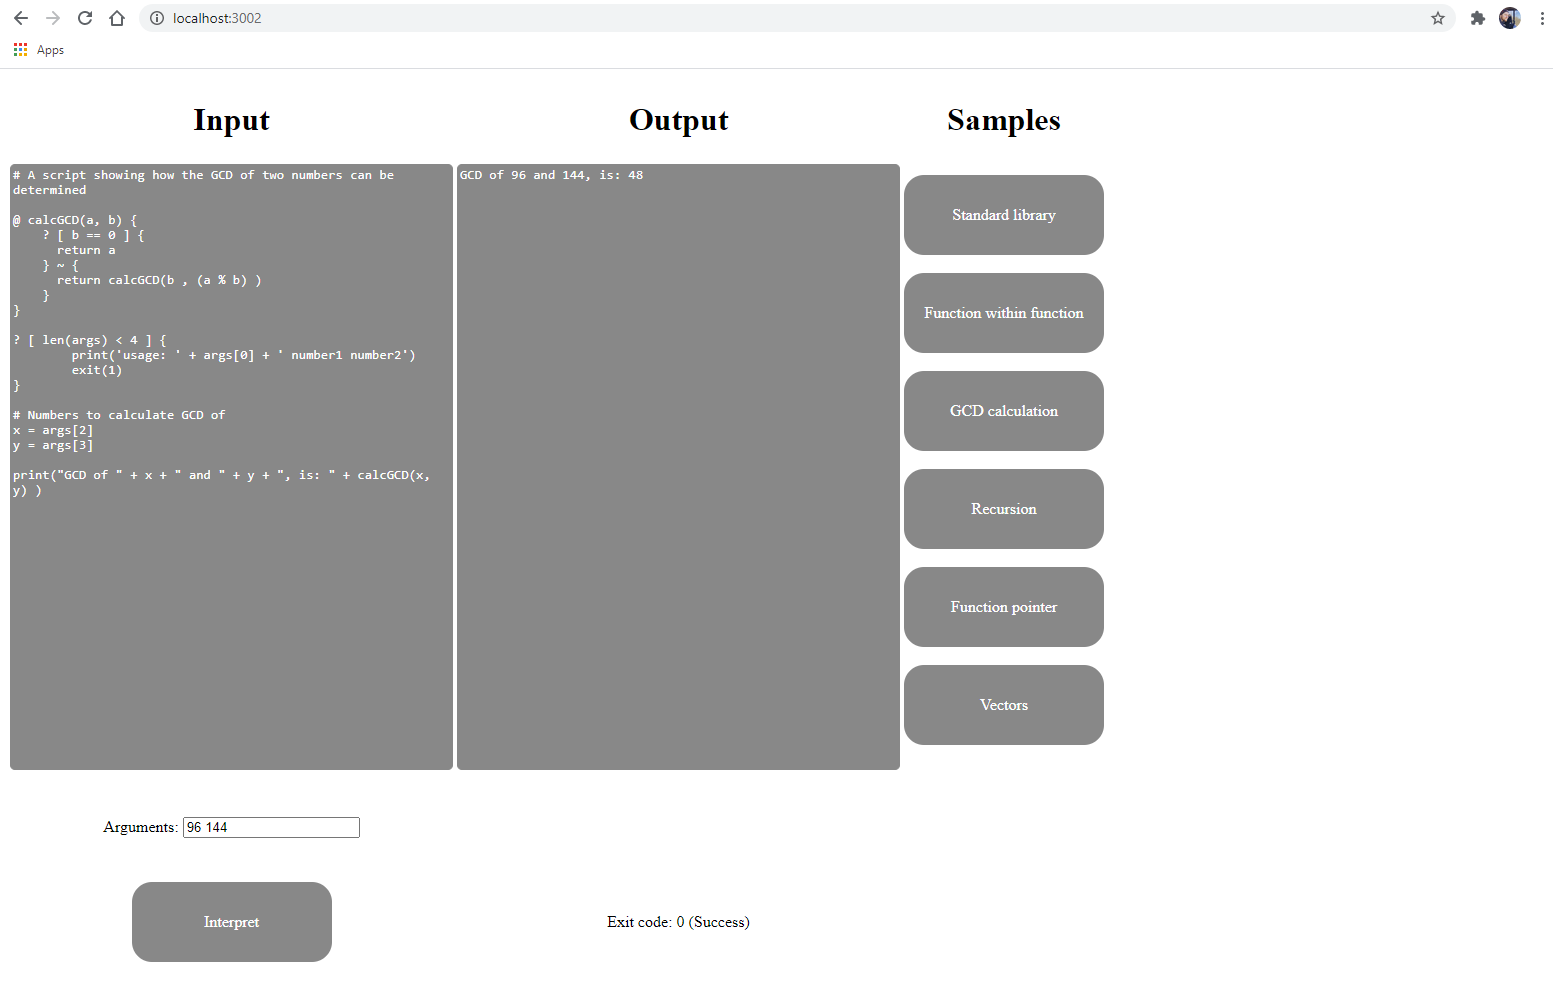 localhost:3002
Apps
Input
Output
Samples
# A script showing how the GCD of two numbers can be
determined
@ calcGCD(a, b) {
    ? [ b == 0 ] {
      return a
    } ~ {
      return calcGCD(b , (a % b) )
    }
}
? [ len(args) < 4 ] {
        print('usage: ' + args[0] + ' number1 number2')
        exit(1)
}
# Numbers to calculate GCD of
x = args[2]
y = args[3]
print("GCD of " + x + " and " + y + ", is: " + calcGCD(x,
y) )
GCD of 96 and 144, is: 48
Standard library
Function within function
GCD calculation
Recursion
Function pointer
Vectors
Arguments: 96 144
Interpret
Exit code: 0 (Success)